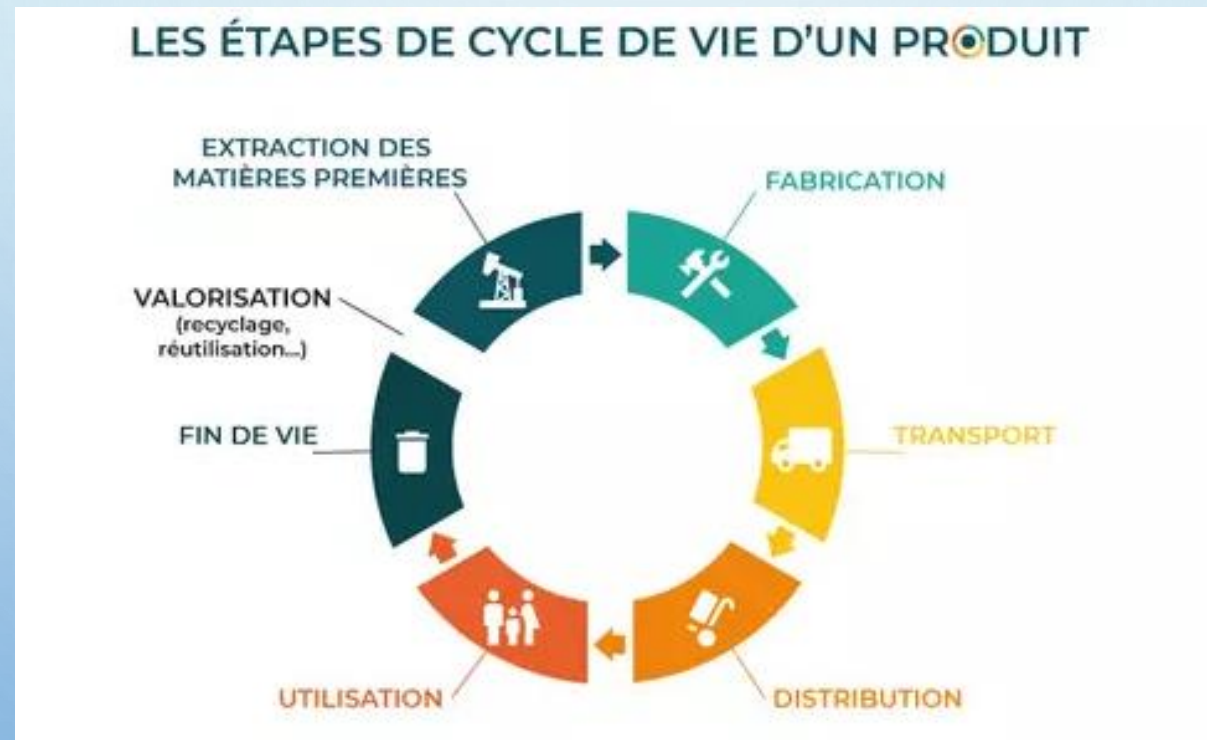 LES ÉTAPES DE CYCLE DE VIE D'UN PRODUIT
EXTRACTION DES
MATIÈRES PREMIÈRES
FABRICATION
VALORISATION
(recyclage,
réutilisation...)
FIN DE VIE
TRANSPORT
UTILISATION
DISTRIBUTION